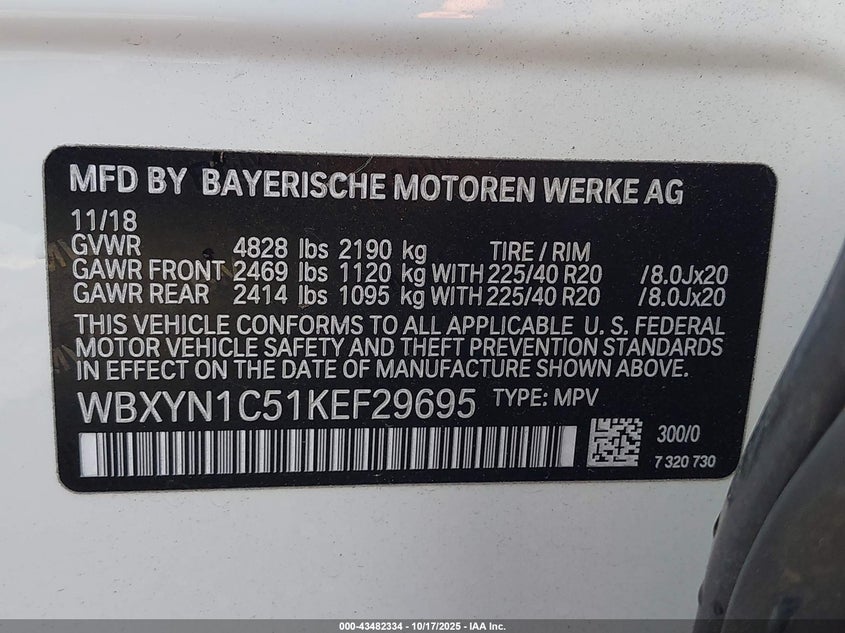 MFD BY BAYERISCHE MOTOREN WERKE AG
11/18
GVWR 4828 lbs 2190 kg TIRE / RIM
GAWR FRONT 2469 lbs 1120 kg WITH 225/40 R20 /8.0Jx20
GAWR REAR 2414 lbs 1095 kg WITH 225/40 R20 /8.0Jx20
THIS VEHICLE CONFORMS TO ALL APPLICABLE U. S. FEDERAL
MOTOR VEHICLE SAFETY AND THEFT PREVENTION STANDARDS
IN EFFECT ON THE DATE OF MANUFACTURE SHOWN ABOVE.
WBXYN1C51KEF29695 TYPE: MPV
300/0
7 320 730
000-43482334 | 10/17/2025 | IAA Inc.